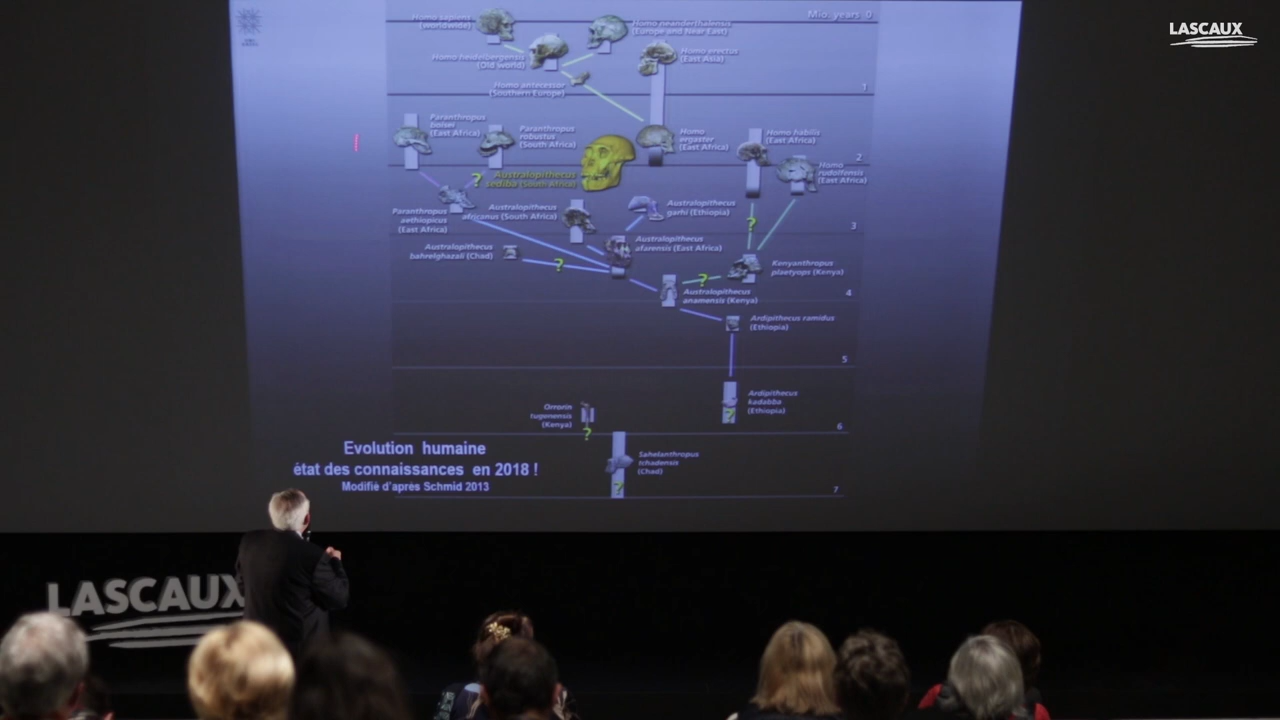 LASCAUX
Mio. years 0
Homo sapiens
(worldwide)
Homo neanderthalensis
(Europe and Near East)
Homo heidelbergensis
(Old world)
Homo erectus
(East Asia)
Homo antecessor
(Southern Europe)
1
Paranthropus
boisei
(East Africa)
Paranthropus
robustus
(South Africa)
Homo
ergaster
(East Africa)
Homo habilis
(East Africa)
2
Australopithecus
sediba (South Africa)
?
Homo
rudolfensis
(East Africa)
Paranthropus
aethiopicus
(East Africa)
Australopithecus
africanus (South Africa)
Australopithecus
garhi (Ethiopia)
?
3
Australopithecus
bahrelghazali (Chad)
?
Australopithecus
afarensis (East Africa)
Kenyanthropus
platyops (Kenya)
?
Australopithecus
anamensis (Kenya)
4
Ardipithecus ramidus
(Ethiopia)
5
Ardipithecus
kadabba
(Ethiopia)
?
Orrorin
tugenensis
(Kenya)
?
6
Sahelanthropus
tchadensis
(Chad)
?
7
Evolution humaine
état des connaissances en 2018 !
Modifié d'après Schmid 2013
LASCAUX